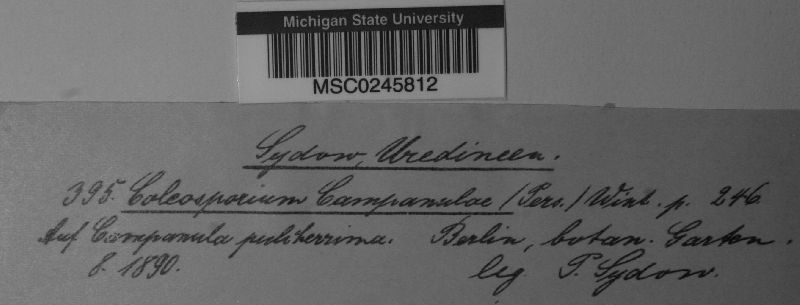 Michigan State University
MSC0245812
Sydow, Uredineen.
395. Coleosporium Campanulae (Pers.) Wint. p. 246.
Auf Campanula pulcherrima. Berlin, botan. Garten.
8. 1890. leg. P. Sydow.